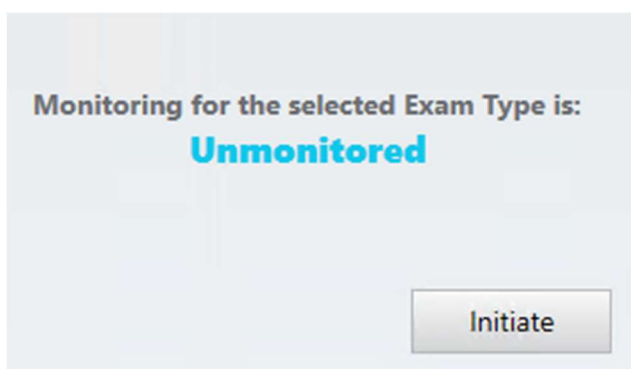 Monitoring for the selected Exam Type is:
Unmonitored
Initiate